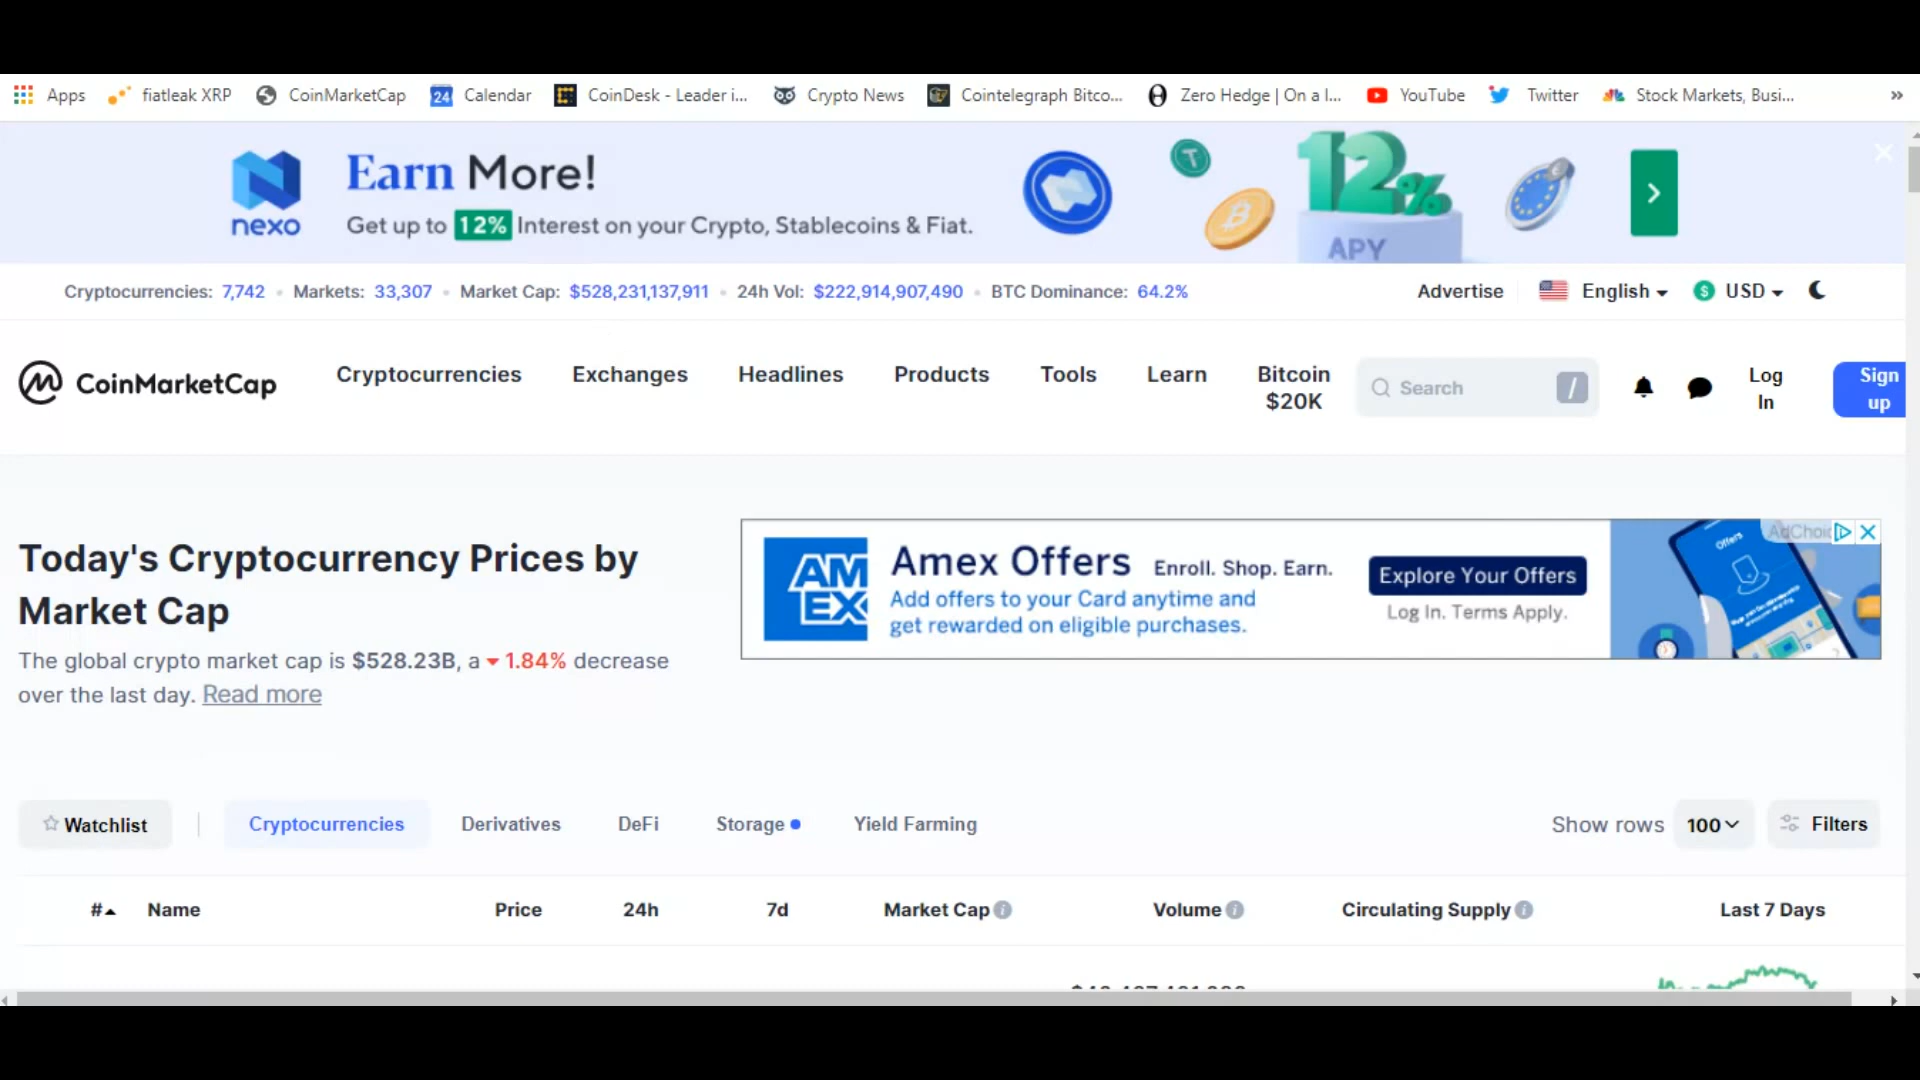 Apps fiatleak XRP CoinMarketCap 24 Calendar CoinDesk - Leader i... Crypto News Cointelegraph Bitco... Zero Hedge | On a l... YouTube Twitter Stock Markets, Busi... »
nexo
Earn More!
Get up to 12% Interest on your Crypto, Stablecoins & Fiat.
12%
APY
Cryptocurrencies: 7,742 • Markets: 33,307 • Market Cap: $528,231,137,911 • 24h Vol: $222,914,907,490 • BTC Dominance: 64.2% Advertise English USD
CoinMarketCap Cryptocurrencies Exchanges Headlines Products Tools Learn Bitcoin $20K Search / Log In Sign up
Today's Cryptocurrency Prices by
Market Cap
The global crypto market cap is $528.23B, a 1.84% decrease
over the last day. Read more
AM
EX
Amex Offers Enroll. Shop. Earn.
Add offers to your Card anytime and
get rewarded on eligible purchases.
Explore Your Offers
Log In. Terms Apply.
Offers
Watchlist Cryptocurrencies Derivatives DeFi Storage Yield Farming Show rows 100 Filters
# Name Price 24h 7d Market Cap Volume Circulating Supply Last 7 Days